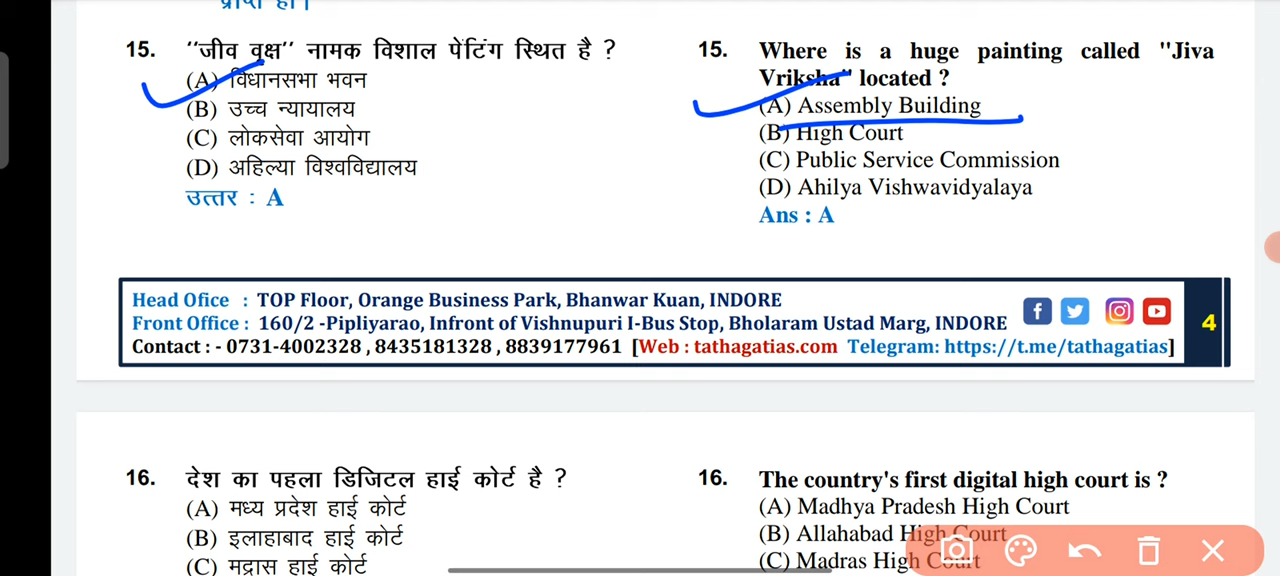 प्राप्त हो।
15. ''जीव वृक्ष'' नामक विशाल पेंटिंग स्थित है ?
(A) विधानसभा भवन
(B) उच्च न्यायालय
(C) लोकसेवा आयोग
(D) अहिल्या विश्वविद्यालय
उत्तर : A
15. Where is a huge painting called "Jiva
Vriksha" located ?
(A) Assembly Building
(B) High Court
(C) Public Service Commission
(D) Ahilya Vishwavidyalaya
Ans : A
Head Ofice : TOP Floor, Orange Business Park, Bhanwar Kuan, INDORE
Front Office : 160/2 -Pipliyarao, Infront of Vishnupuri I-Bus Stop, Bholaram Ustad Marg, INDORE
Contact : - 0731-4002328 , 8435181328 , 8839177961 [Web : tathagatias.com Telegram: https://t.me/tathagatias]
4
16. देश का पहला डिजिटल हाई कोर्ट है ?
(A) मध्य प्रदेश हाई कोर्ट
(B) इलाहाबाद हाई कोर्ट
(C) मद्रास हाई कोर्ट
16. The country's first digital high court is ?
(A) Madhya Pradesh High Court
(B) Allahabad High Court
(C) Madras High Court